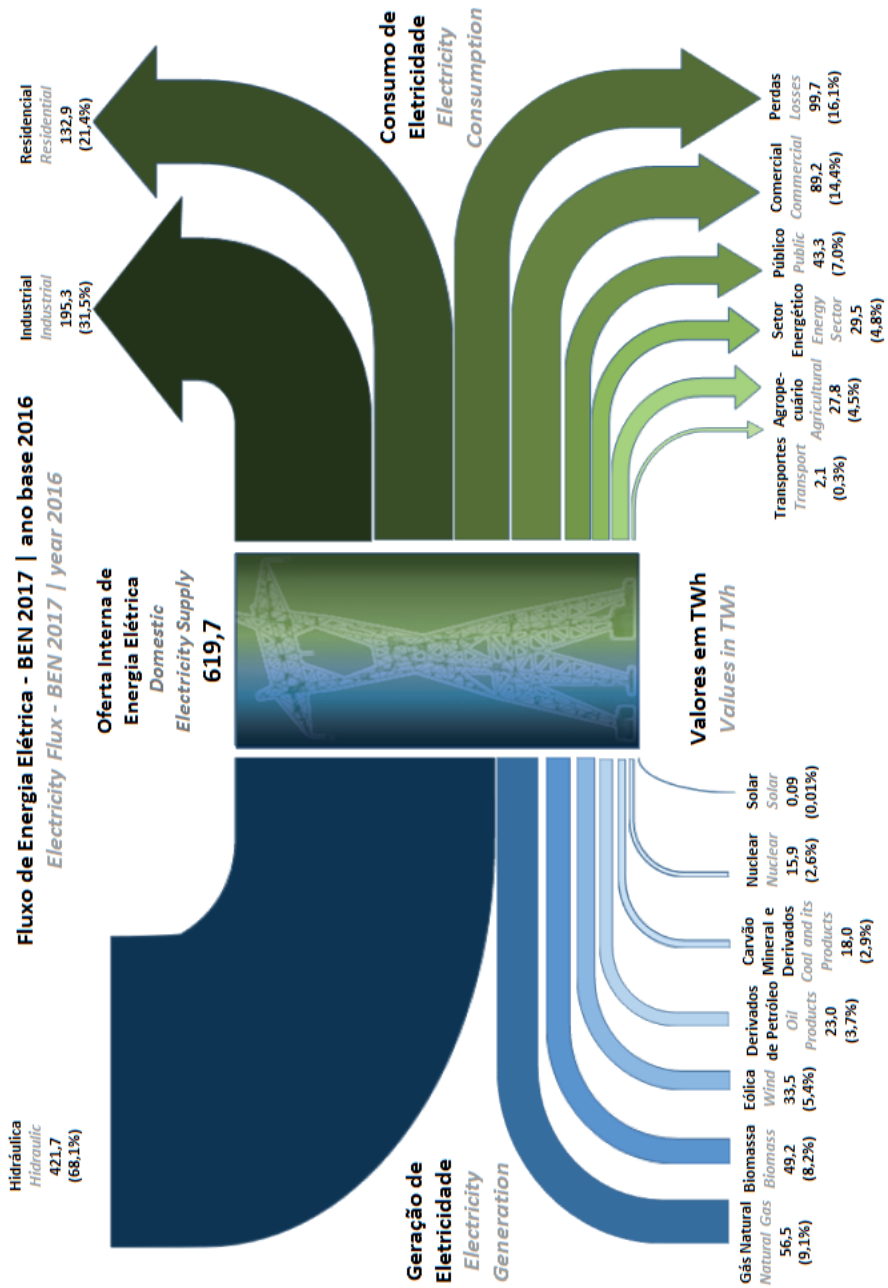 Fluxo de Energia Elétrica - BEN 2017 | ano base 2016
Electricity Flux - BEN 2017 | year 2016
Hidráulica
Hidraulic
421,7
(68,1%)
Oferta Interna de
Energia Elétrica
Domestic
Electricity Supply
619,7
Industrial
Industrial
195,3
(31,5%)
Residencial
Residential
132,9
(21,4%)
Geração de
Eletricidade
Electricity
Generation
Consumo de
Eletricidade
Electricity
Consumption
Valores em TWh
Values in TWh
Gás Natural
Natural Gas
56,5
(9,1%)
Biomassa
Biomass
49,2
(8,2%)
Eólica
Wind
33,5
(5,4%)
Derivados
de Petróleo
Oil
Products
23,0
(3,7%)
Carvão
Mineral e
Derivados
Coal and its
Products
18,0
(2,9%)
Nuclear
Nuclear
15,9
(2,6%)
Solar
Solar
0,09
(0,01%)
Transportes
Transport
2,1
(0,3%)
Agrope-
cuário
Agricultural
27,8
(4,5%)
Setor
Energético
Energy
Sector
29,5
(4,8%)
Público
Public
43,3
(7,0%)
Comercial
Commercial
89,2
(14,4%)
Perdas
Losses
99,7
(16,1%)